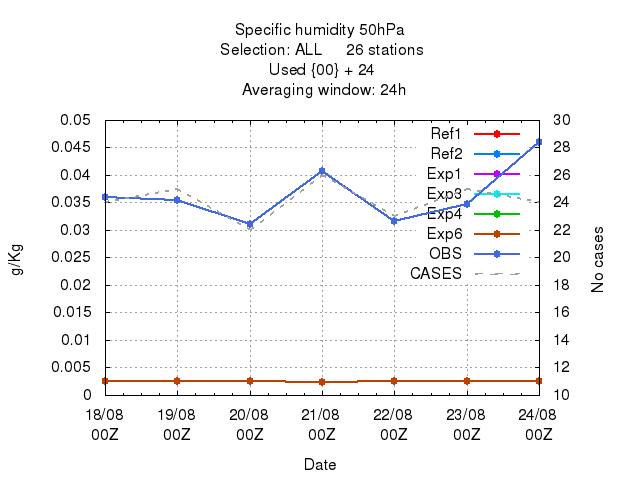 Specific humidity 50hPa
Selection: ALL 26 stations
Used {00} + 24
Averaging window: 24h
0.05 30
Ref1
0.045 28
Ref2
0.04 26
Exp1
0.035 24
Exp3
Exp4
0.03 22
Exp6
OBS
0.025 20
CASES
0.02 18
0.015 16
0.01 14
0.005 12
0 10
g/Kg
No cases
18/08 19/08 20/08 21/08 22/08 23/08 24/08
00Z 00Z 00Z 00Z 00Z 00Z 00Z
Date